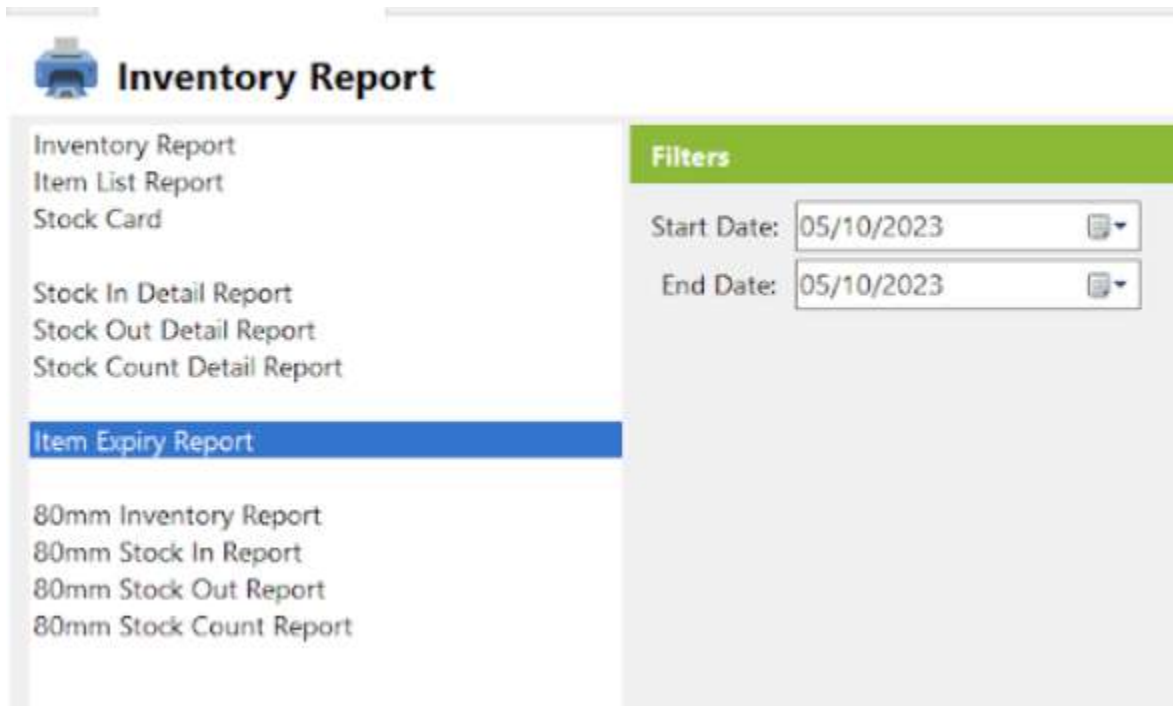 Inventory Report
Inventory Report
Item List Report
Stock Card
Stock In Detail Report
Stock Out Detail Report
Stock Count Detail Report
Item Expiry Report
80mm Inventory Report
80mm Stock In Report
80mm Stock Out Report
80mm Stock Count Report
Filters
Start Date: 05/10/2023
End Date: 05/10/2023